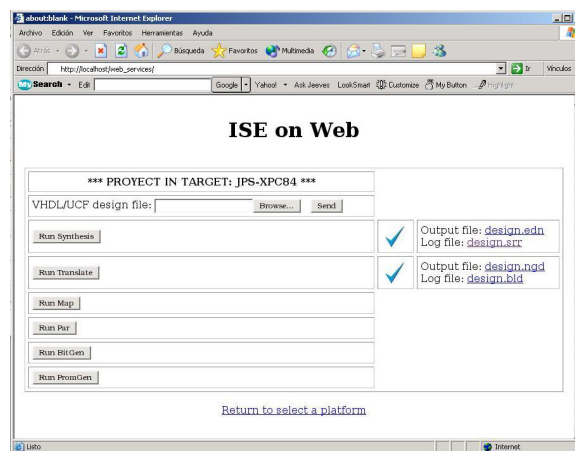 about:blank - Microsoft Internet Explorer
Archivo Edición Ver Favoritos Herramientas Ayuda
Atrás Búsqueda Favoritos Multimedia
Dirección http://localhost/web_services/ Ir Vínculos
My Search Edit Google Yahoo! Ask Jeeves LookSmart Customize My Button Highlight
ISE on Web
*** PROYECT IN TARGET: JPS-XPC84 ***
VHDL/UCF design file: Browse... Send
Run Synthesis
Output file: design.edn
Log file: design.srr
Run Translate
Output file: design.ngd
Log file: design.bld
Run Map
Run Par
Run BitGen
Run PromGen
Return to select a platform
Listo Internet